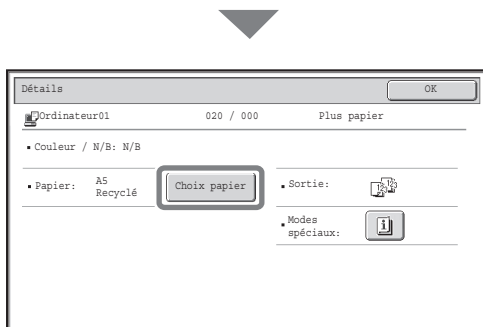 Détails OK
Ordinateur01 020 / 000 Plus papier
▪ Couleur / N/B: N/B
▪ Papier: A5 Recyclé Choix papier ▪ Sortie:
▪ Modes spéciaux: